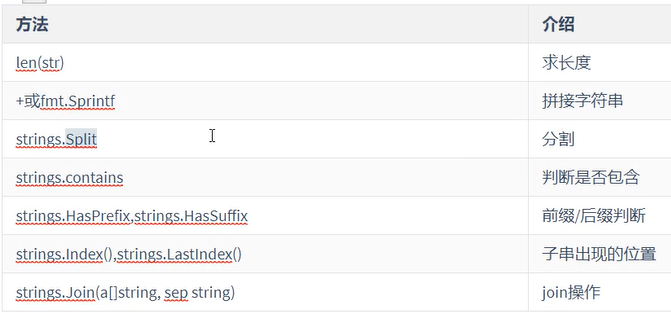 方法 介绍
len(str) 求长度
+或fmt.Sprintf 拼接字符串
strings.Split 分割
strings.contains 判断是否包含
strings.HasPrefix,strings.HasSuffix 前缀/后缀判断
strings.Index(),strings.LastIndex() 子串出现的位置
strings.Join(a[]string, sep string) join操作